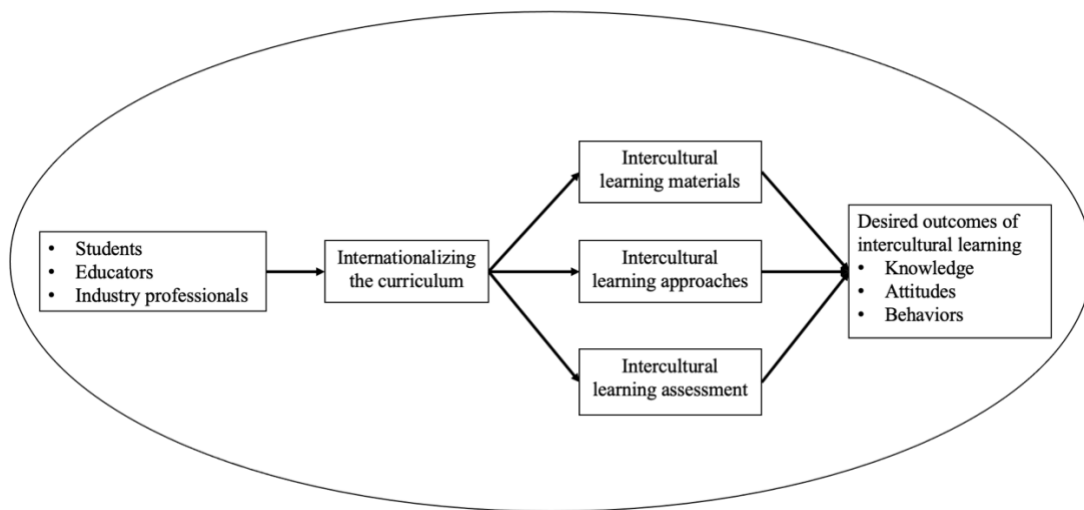 • Students
• Educators
• Industry professionals
Internationalizing
the curriculum
Intercultural
learning materials
Intercultural
learning approaches
Intercultural
learning assessment
Desired outcomes of
intercultural learning
• Knowledge
• Attitudes
• Behaviors